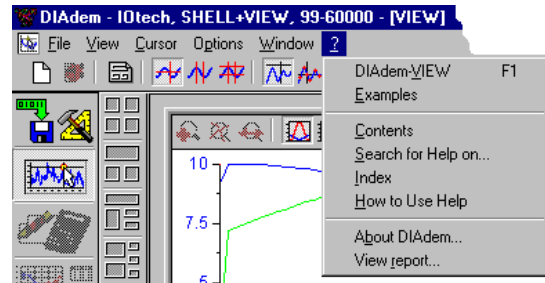 DIAdem - IOtech, SHELL+VIEW, 99-60000 - [VIEW]
File View Cursor Options Window ?
DIAdem-VIEW F1
Examples
Contents
Search for Help on...
Index
How to Use Help
About DIAdem...
View report...
10
7.5
5